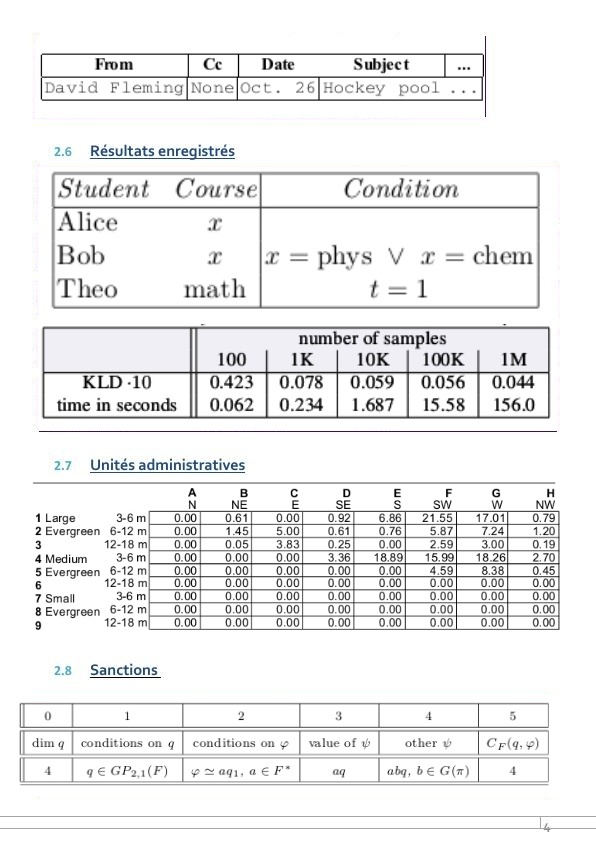 From Cc Date Subject ...
David Fleming None Oct. 26 Hockey pool ...
2.6 Résultats enregistrés
Student Course Condition
Alice x
Bob x x = phys ∨ x = chem
Theo math t = 1
number of samples
100 1K 10K 100K 1M
KLD ·10 0.423 0.078 0.059 0.056 0.044
time in seconds 0.062 0.234 1.687 15.58 156.0
2.7 Unités administratives
A B C D E F G H
N NE E SE S SW W NW
1 Large 3-6 m 0.00 0.61 0.00 0.92 6.86 21.55 17.01 0.79
2 Evergreen 6-12 m 0.00 1.45 5.00 0.61 0.76 5.87 7.24 1.20
3 12-18 m 0.00 0.05 3.83 0.25 0.00 2.59 3.00 0.19
4 Medium 3-6 m 0.00 0.00 0.00 3.36 18.89 15.99 18.26 2.70
5 Evergreen 6-12 m 0.00 0.00 0.00 0.00 0.00 4.59 8.38 0.45
6 12-18 m 0.00 0.00 0.00 0.00 0.00 0.00 0.00 0.00
7 Small 3-6 m 0.00 0.00 0.00 0.00 0.00 0.00 0.00 0.00
8 Evergreen 6-12 m 0.00 0.00 0.00 0.00 0.00 0.00 0.00 0.00
9 12-18 m 0.00 0.00 0.00 0.00 0.00 0.00 0.00 0.00
2.8 Sanctions
0 1 2 3 4 5
dim q conditions on q conditions on φ value of ψ other ψ C_F(q, φ)
4 q ∈ GP_{2,1}(F) φ ≃ aq_1, a ∈ F* aq abq, b ∈ G(π) 4
4